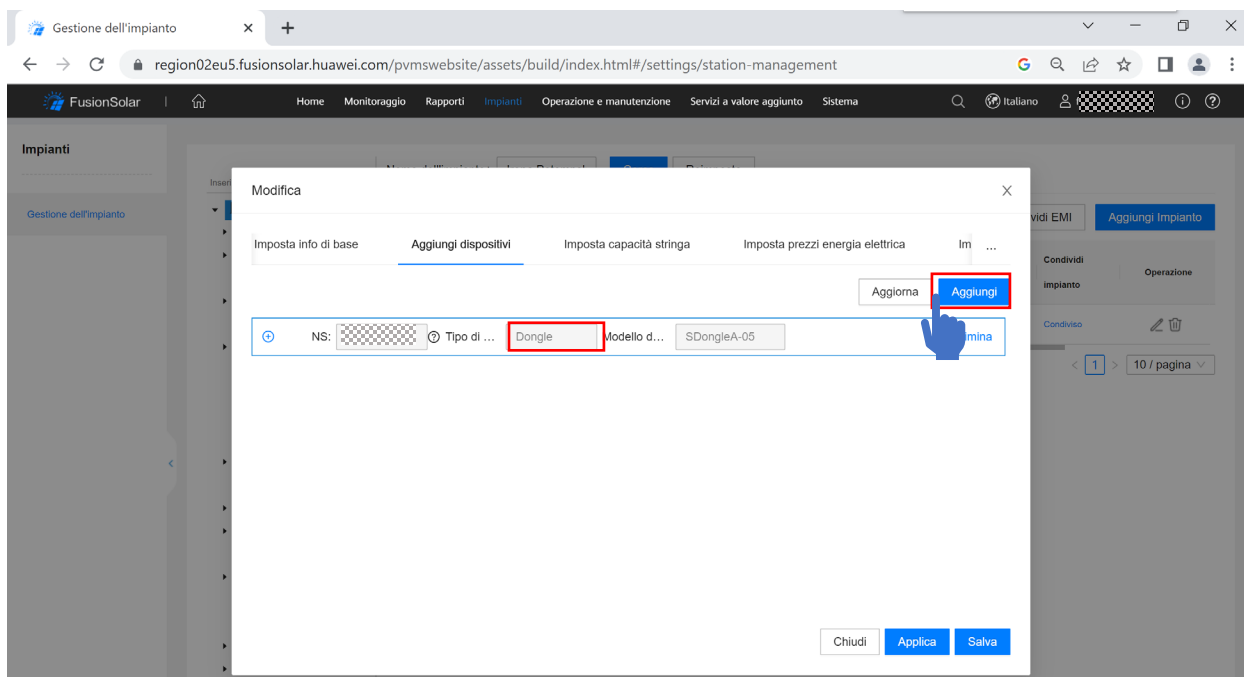 Gestione dell'impianto
region02eu5.fusionsolar.huawei.com/pvmswebsite/assets/build/index.html#/settings/station-management
G
FusionSolar Home Monitoraggio Rapporti Impianti Operazione e manutenzione Servizi a valore aggiunto Sistema Italiano
Impianti
Gestione dell'impianto
Inseri
Modifica
vidi EMI Aggiungi Impianto
Imposta info di base Aggiungi dispositivi Imposta capacità stringa Imposta prezzi energia elettrica Im ...
Condividi
impianto
Operazione
Aggiorna Aggiungi
Condiviso
NS: Tipo di ... Dongle Modello d... SDongleA-05 mina
< 1 > 10 / pagina
Chiudi Applica Salva